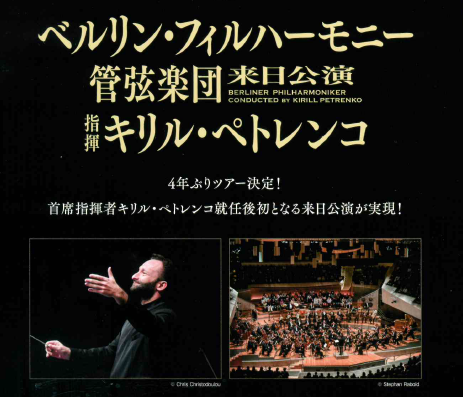 ベルリン・フィルハーモニー
管弦楽団 来日公演
BERLINER PHILHARMONIKER
CONDUCTED BY KIRILL PETRENKO
指揮 キリル・ペトレンコ
4年ぶりツアー決定！
首席指揮者キリル・ペトレンコ就任後初となる来日公演が実現！
© Chris Christodoulou
© Stephan Rabold